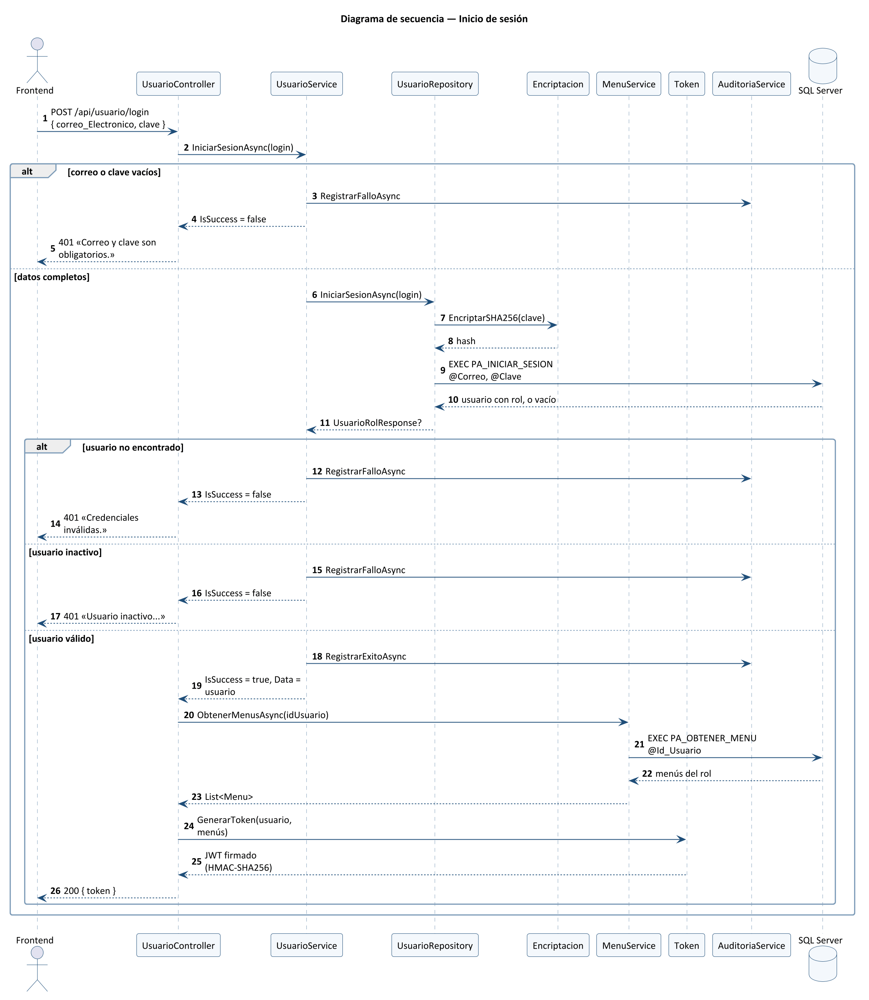 Diagrama de secuencia — Inicio de sesión
Frontend
UsuarioController
UsuarioService
UsuarioRepository
Encriptacion
MenuService
Token
AuditoriaService
SQL Server
1 POST /api/usuario/login
{ correo_Electronico, clave }
2 IniciarSesionAsync(login)
alt [correo o clave vacíos]
3 RegistrarFalloAsync
4 IsSuccess = false
5 401 «Correo y clave son
obligatorios.»
[datos completos]
6 IniciarSesionAsync(login)
7 EncriptarSHA256(clave)
8 hash
9 EXEC PA_INICIAR_SESION
@Correo, @Clave
10 usuario con rol, o vacío
11 UsuarioRolResponse?
alt [usuario no encontrado]
12 RegistrarFalloAsync
13 IsSuccess = false
14 401 «Credenciales
inválidas.»
[usuario inactivo]
15 RegistrarFalloAsync
16 IsSuccess = false
17 401 «Usuario inactivo...»
[usuario válido]
18 RegistrarExitoAsync
19 IsSuccess = true, Data =
usuario
20 ObtenerMenusAsync(idUsuario)
21 EXEC PA_OBTENER_MENU
@Id_Usuario
22 menús del rol
23 List<Menu>
24 GenerarToken(usuario,
menús)
25 JWT firmado
(HMAC-SHA256)
26 200 { token }
Frontend
UsuarioController
UsuarioService
UsuarioRepository
Encriptacion
MenuService
Token
AuditoriaService
SQL Server